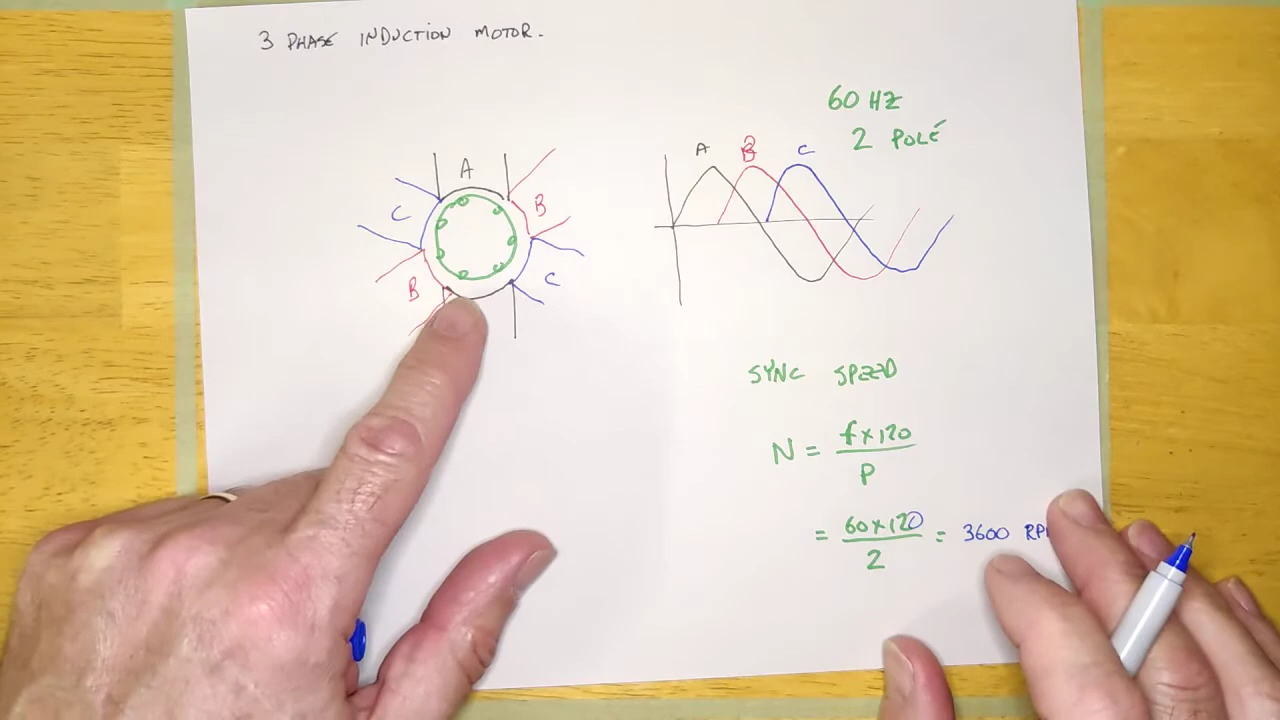 3 PHASE INDUCTION MOTOR.
60 HZ
2 POLE
A
B
C
A
B
C
C
B
SYNC SPEED
N = f x 120
P
= 60 x 120 = 3600
2